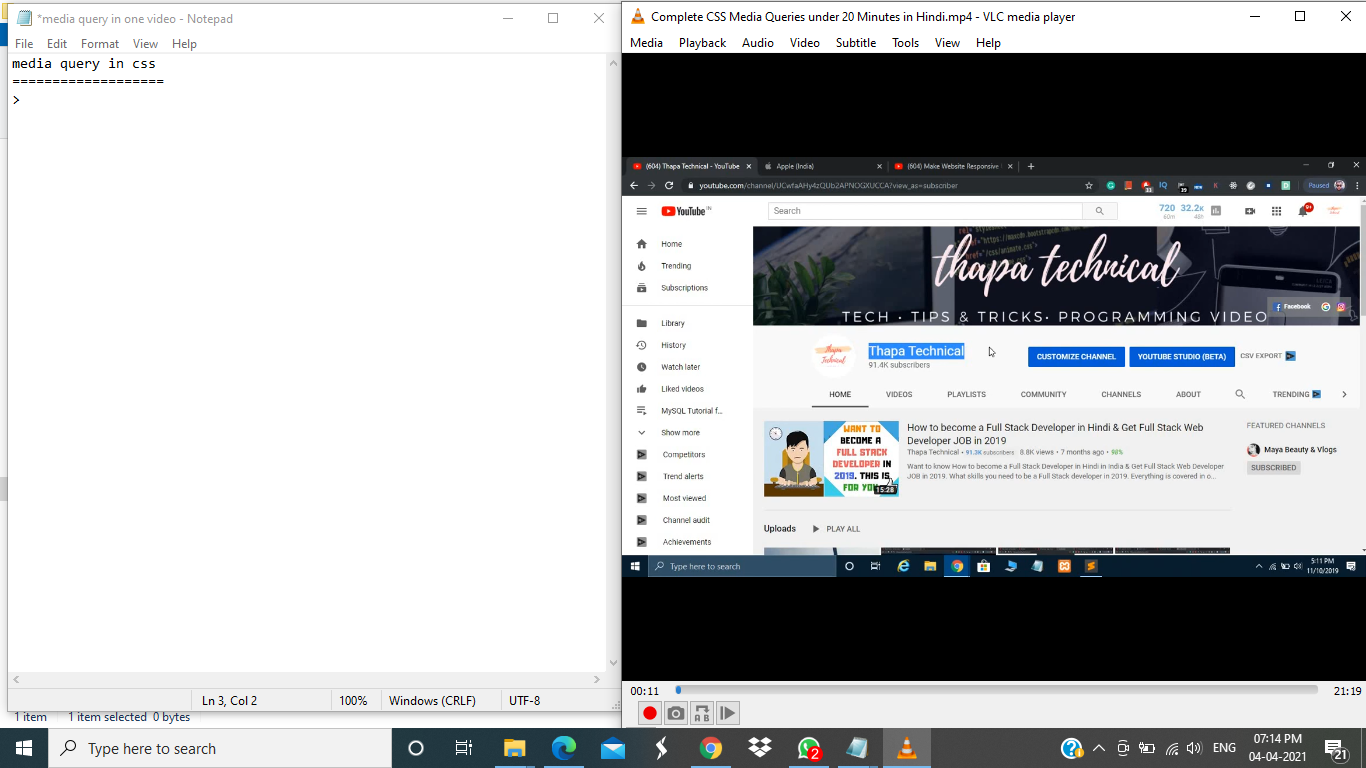 *media query in one video - Notepad
File Edit Format View Help
media query in css
===================
>
Ln 3, Col 2 100% Windows (CRLF) UTF-8
1 item 1 item selected 0 bytes
Complete CSS Media Queries under 20 Minutes in Hindi.mp4 - VLC media player
Media Playback Audio Video Subtitle Tools View Help
(604) Thapa Technical - YouTube
Apple (India)
(604) Make Website Responsive
youtube.com/channel/UCwfaAHy4zQUb2APNOGXUCCA?view_as=subscriber
Paused
YouTube IN
Search
720 32.2K
60m 48h
9+
Home
Trending
Subscriptions
Library
History
Watch later
Liked videos
MySQL Tutorial f...
Show more
Competitors
Trend alerts
Most viewed
Channel audit
Achievements
thapa technical
TECH • TIPS & TRICKS• PROGRAMMING VIDEO
Facebook
Thapa Technical
91.4K subscribers
CUSTOMIZE CHANNEL
YOUTUBE STUDIO (BETA)
CSV EXPORT
HOME VIDEOS PLAYLISTS COMMUNITY CHANNELS ABOUT TRENDING
WANT TO
BECOME A
FULL STACK
DEVELOPER IN
2019. THIS IS
FOR YOU
15:28
How to become a Full Stack Developer in Hindi & Get Full Stack Web
Developer JOB in 2019
Thapa Technical • 91.3K subscribers 8.8K views • 7 months ago • 98%
Want to know How to become a Full Stack Developer in Hindi in India & Get Full Stack Web Developer
JOB in 2019. What skills you need to be a Full Stack developer in 2019. Everything is covered in o...
FEATURED CHANNELS
Maya Beauty & Vlogs
SUBSCRIBED
Uploads PLAY ALL
Type here to search
5:11 PM
11/10/2019
00:11
21:19
A B
Type here to search
2
ENG
07:14 PM
04-04-2021
21